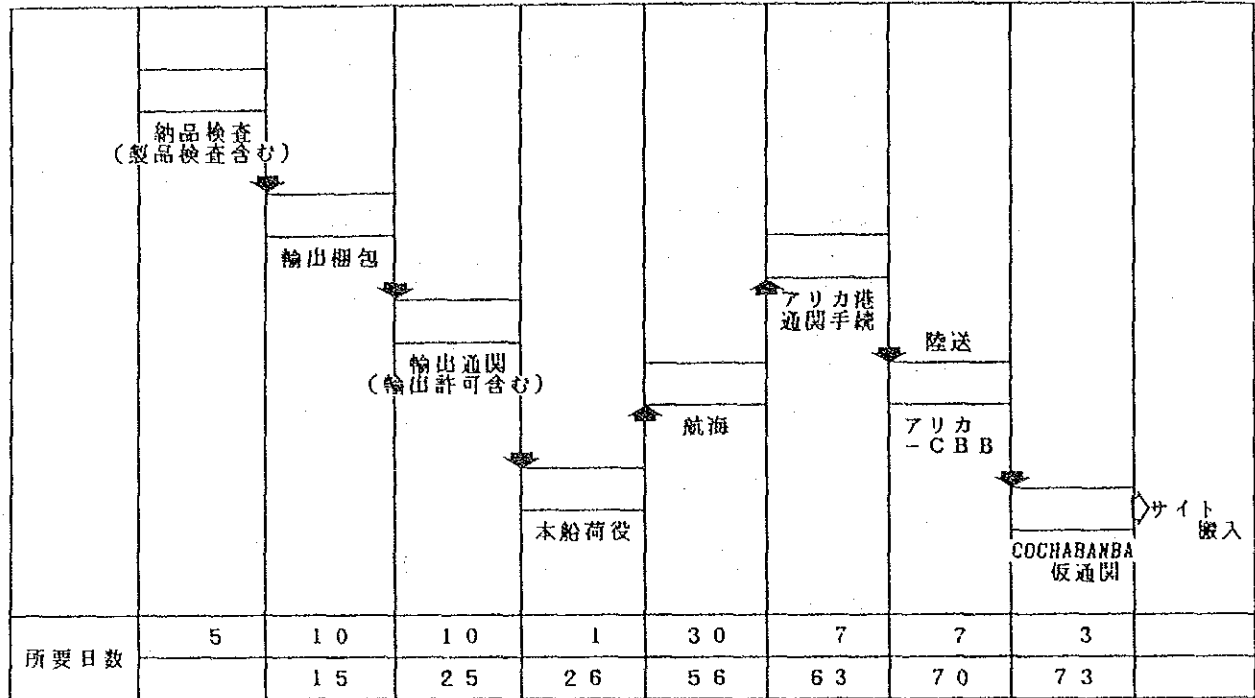 納品検査
(製品検査含む)
輸出梱包
輸出通関
(輸出許可含む)
本船荷役
航海
アリカ港
通関手続
陸送
アリカ
－CBB
COCHABANBA
仮通関
サイト
搬入
所要日数
5 10 10 1 30 7 7 3
15 25 26 56 63 70 73